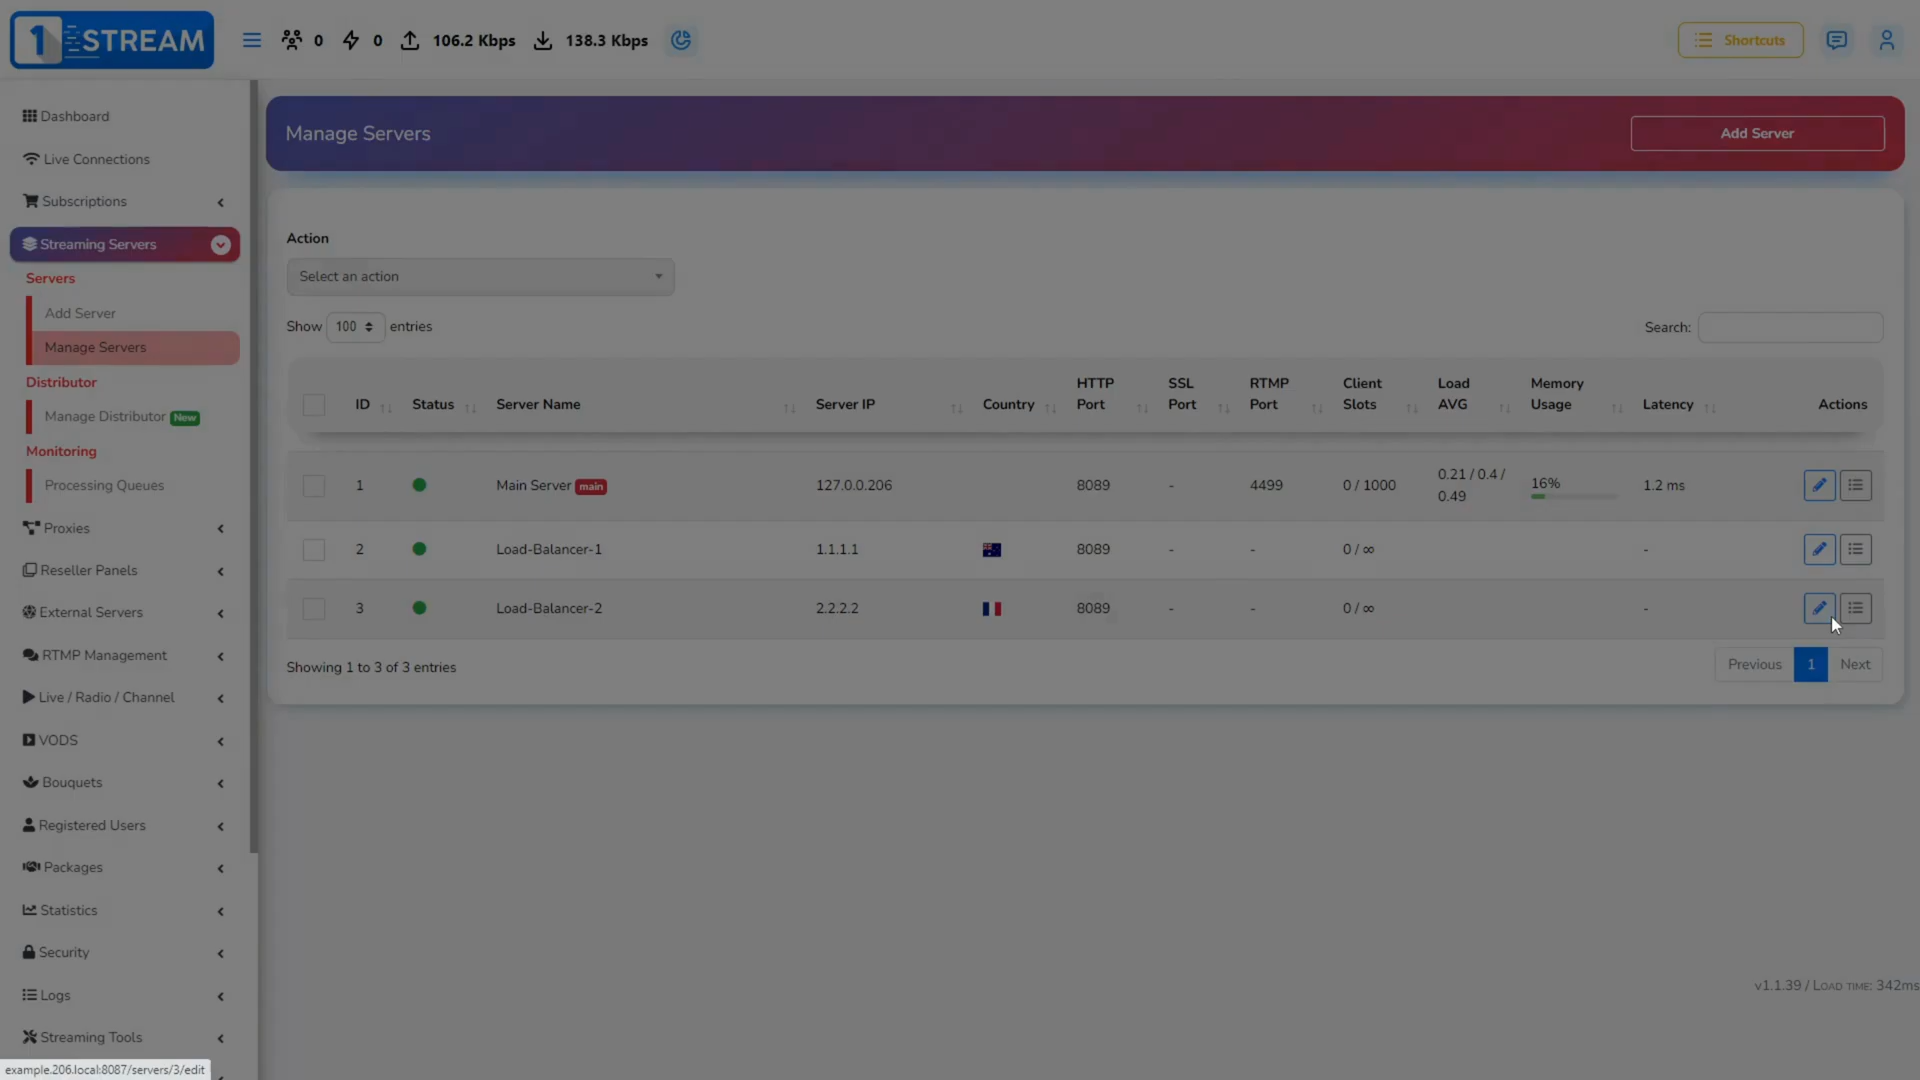 1 STREAM
0
0
106.2 Kbps
138.3 Kbps
Shortcuts
Dashboard
Live Connections
Subscriptions
Streaming Servers
Servers
Add Server
Manage Servers
Distributor
Manage Distributor New
Monitoring
Processing Queues
Proxies
Reseller Panels
External Servers
RTMP Management
Live / Radio / Channel
VODS
Bouquets
Registered Users
Packages
Statistics
Security
Logs
Streaming Tools
example.206.local:8087/servers/3/edit
Manage Servers
Add Server
Action
Select an action
Show 100 entries
Search:
ID Status Server Name Server IP Country HTTP Port SSL Port RTMP Port Client Slots Load AVG Memory Usage Latency Actions
1 Main Server main 127.0.0.206 8089 - 4499 0 / 1000 0.21 / 0.4 / 0.49 16% 1.2 ms
2 Load-Balancer-1 1.1.1.1 8089 - - 0 / ∞ -
3 Load-Balancer-2 2.2.2.2 8089 - - 0 / ∞ -
Showing 1 to 3 of 3 entries
Previous 1 Next
v1.1.39 / LOAD TIME: 342ms